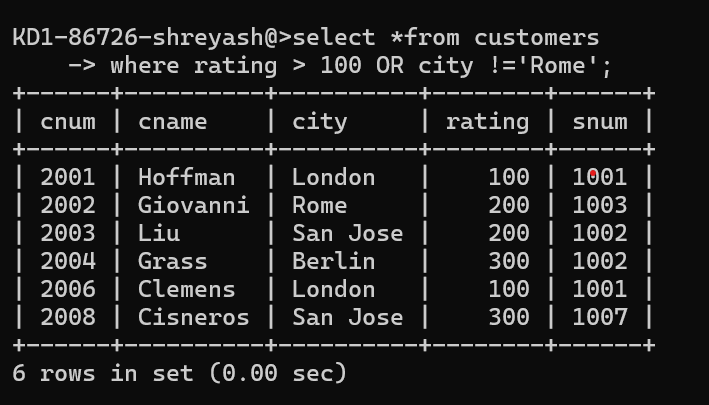 KD1-86726-shreyash@>select *from customers
    -> where rating > 100 OR city !='Rome';
+------+----------+----------+--------+------+
| cnum | cname    | city     | rating | snum |
+------+----------+----------+--------+------+
| 2001 | Hoffman  | London   |    100 | 1001 |
| 2002 | Giovanni | Rome     |    200 | 1003 |
| 2003 | Liu      | San Jose |    200 | 1002 |
| 2004 | Grass    | Berlin   |    300 | 1002 |
| 2006 | Clemens  | London   |    100 | 1001 |
| 2008 | Cisneros | San Jose |    300 | 1007 |
+------+----------+----------+--------+------+
6 rows in set (0.00 sec)